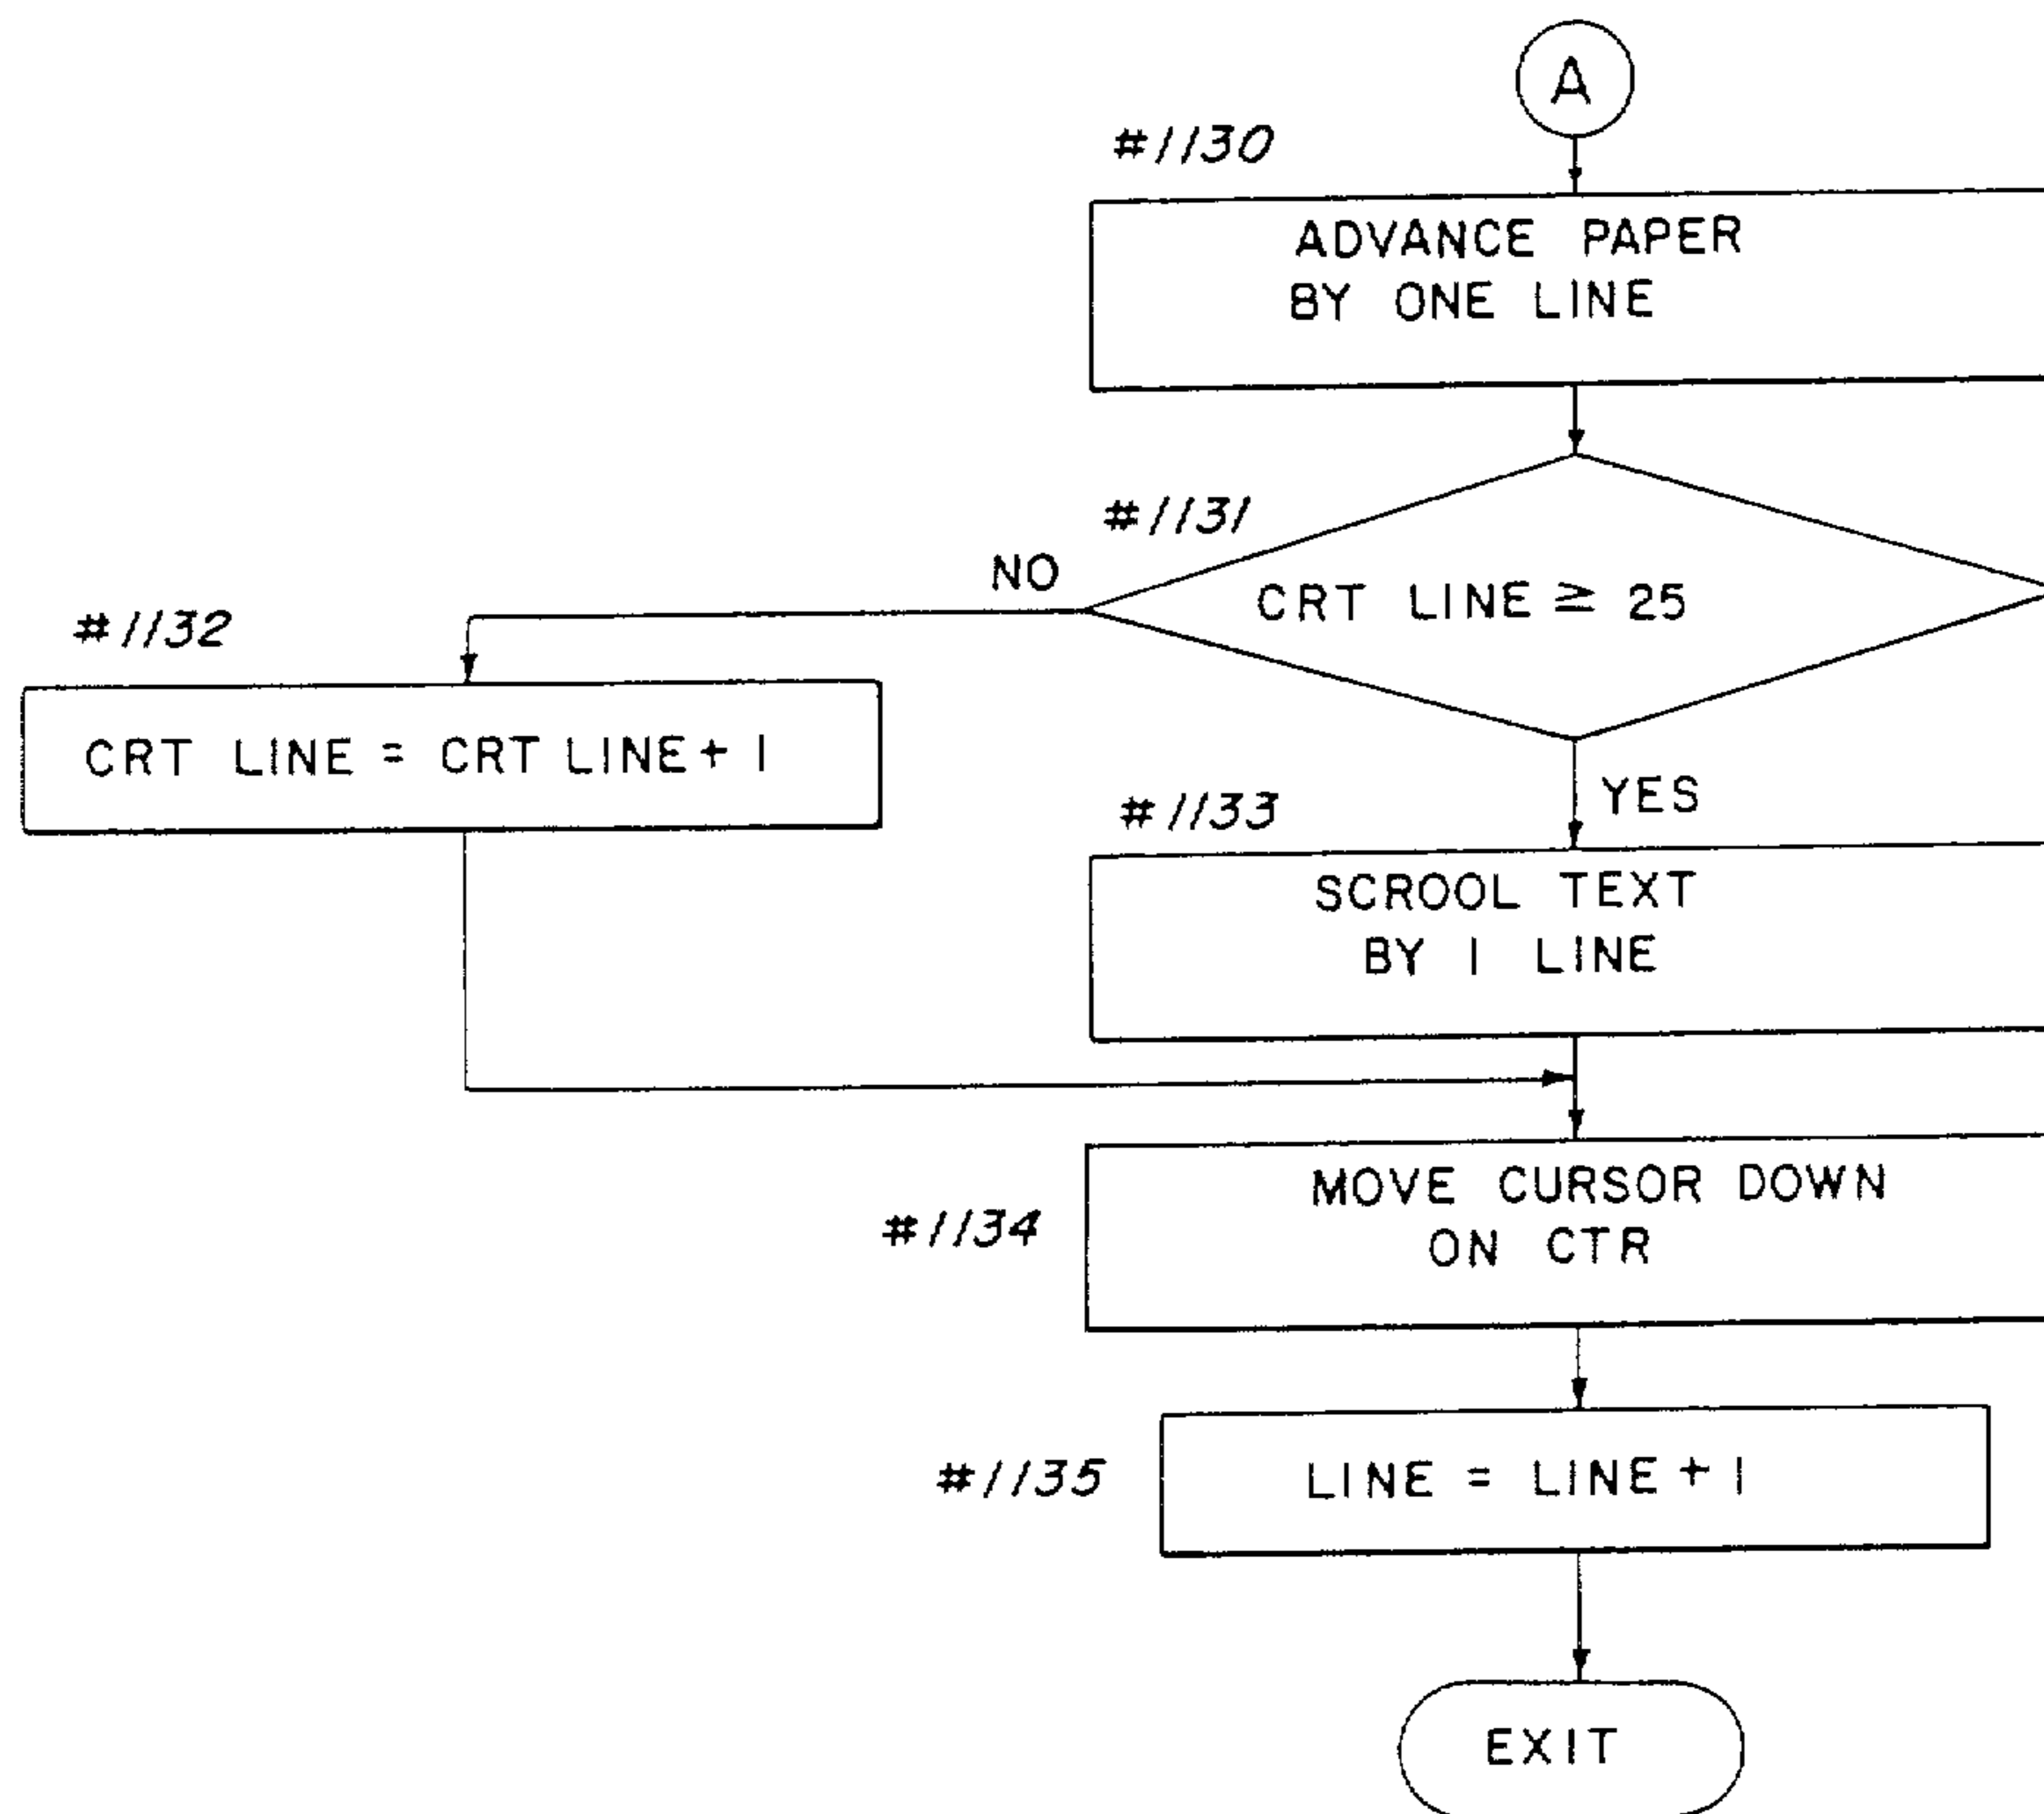 A
#1130
ADVANCE PAPER
BY ONE LINE
#1131
CRT LINE ≧ 25
NO
#1132
CRT LINE = CRT LINE + 1
YES
#1133
SCROOL TEXT
BY 1 LINE
#1134
MOVE CURSOR DOWN
ON CTR
#1135
LINE = LINE + 1
EXIT